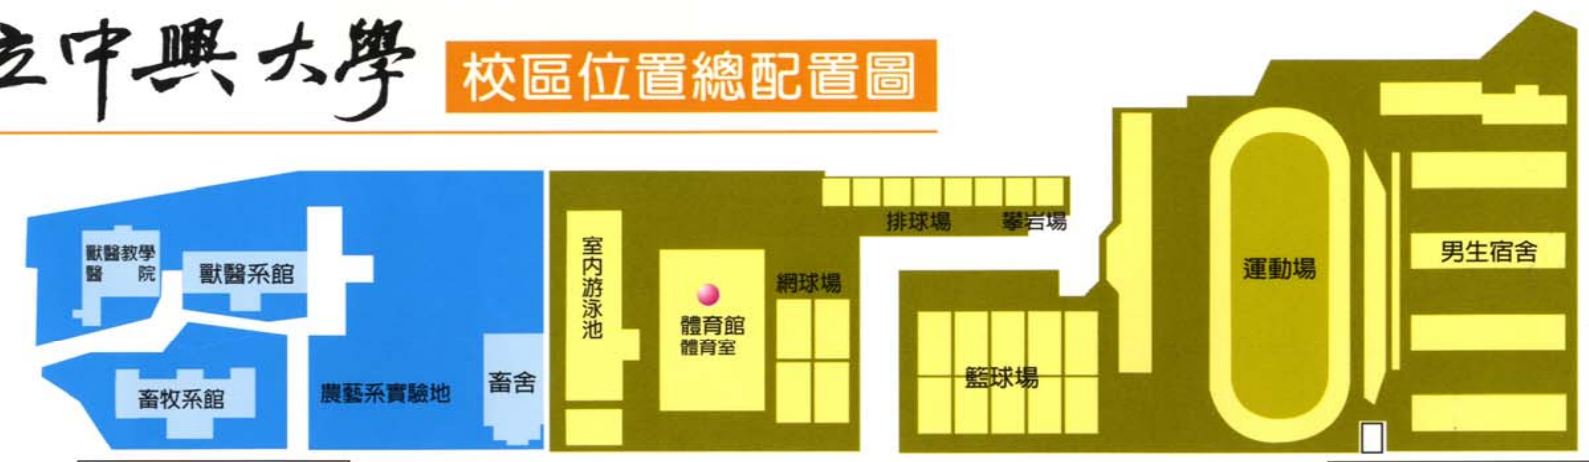 立中興大學
校區位置總配置圖
獸醫教學
醫 院
獸醫系館
畜牧系館
農藝系實驗地
畜舍
室內游泳池
體育館
體育室
網球場
排球場
攀岩場
籃球場
運動場
男生宿舍